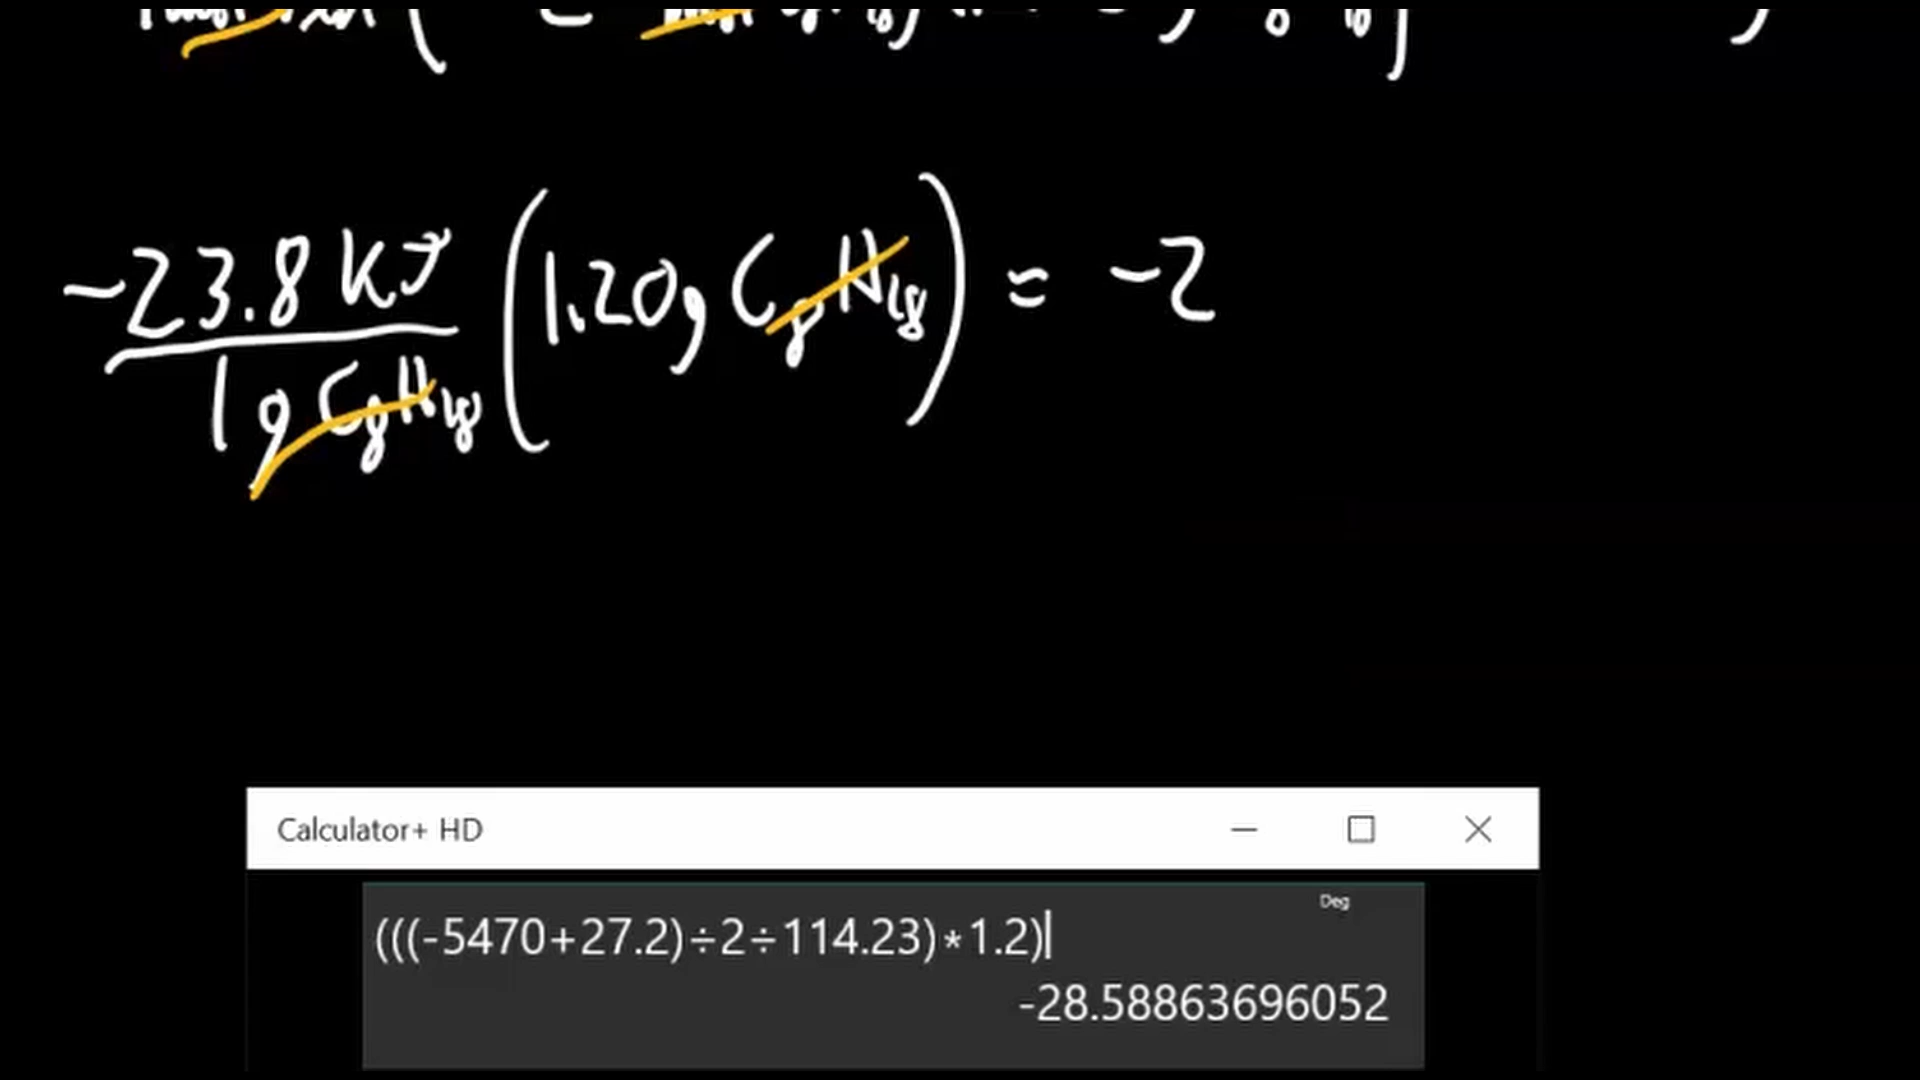 -23.8 kJ (1.20g C8H18) = -2
1 g C8H18
Calculator+ HD
Deg
(((-5470+27.2)÷2÷114.23)*1.2)
-28.58863696052